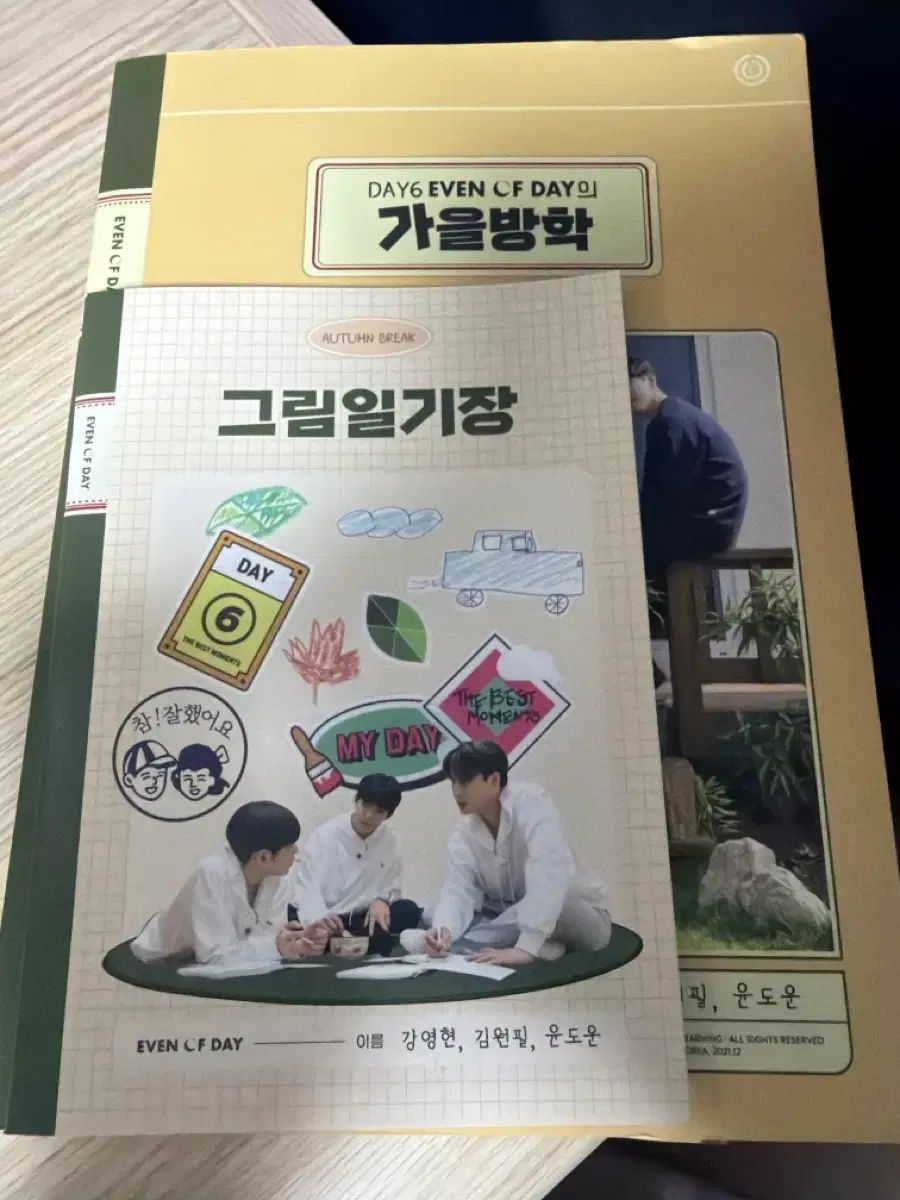 DAY6 EVEN OF DAY의
가을방학
EVEN OF DA
AUTUMN BREAK
그림일기장
EVEN OF DAY
DAY
6
THE BEST MOMENTS
참!잘했어요
MY DAY
THE BEST
MOMENTS
EVEN OF DAY
이름 강영현, 김원필, 윤도운
필, 윤도운
ALL RIGHTS RESERVED
2021.12